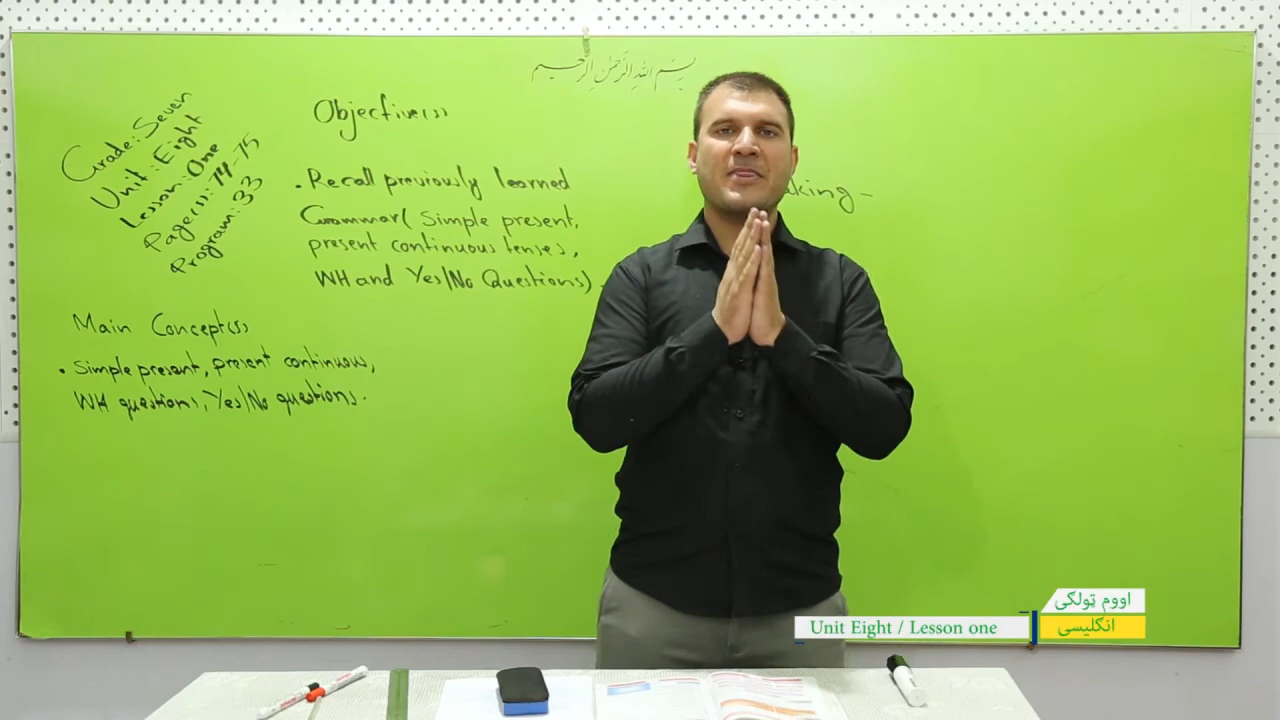 بسم الله الرحمن الرحیم
Grade: Seven
Unit: Eight
Lesson: One
Page(s): 74-75
Program: 33
Objective(s)
• Recall previously learned
Grammar ( Simple present,
present continuous tenses,
WH and Yes/No Questions) .
aking -
Main Concept(s)
• Simple present, present continuous,
WH questions, Yes/No questions.
اووم ټولګی
انګلیسي
Unit Eight / Lesson one